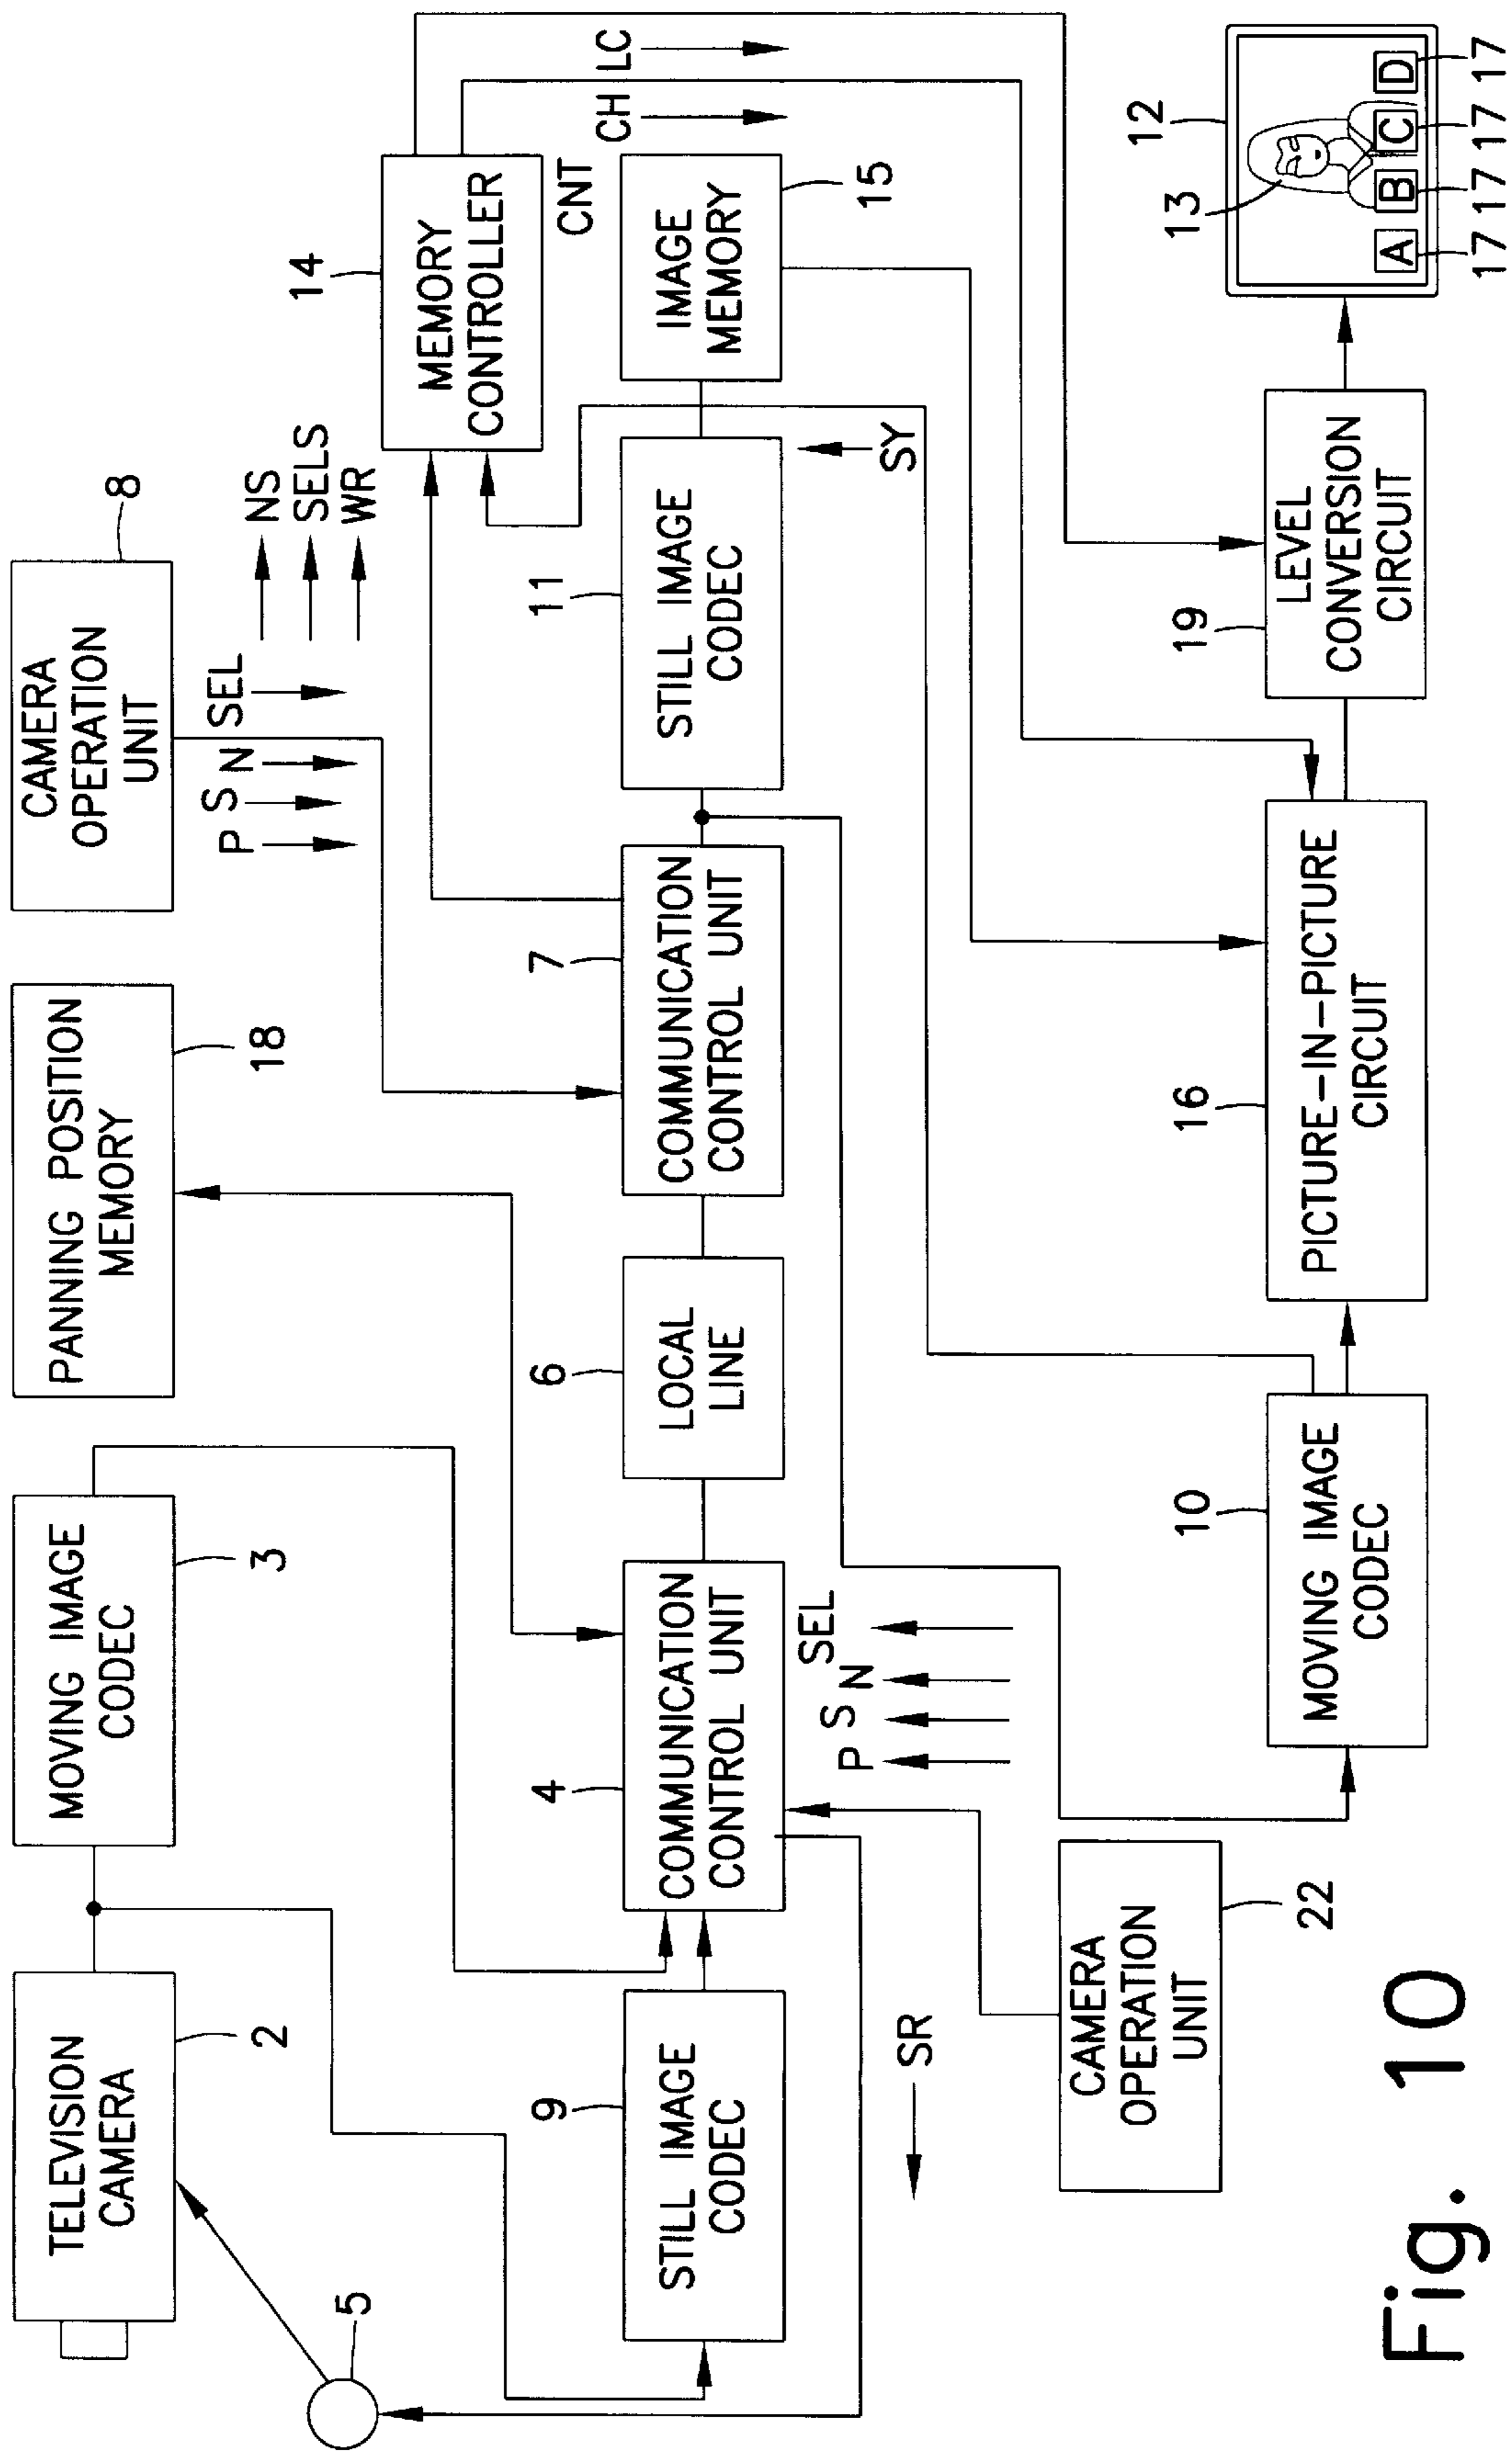 TELEVISION
CAMERA
2
MOVING IMAGE
CODEC
3
PANNING POSITION
MEMORY
18
CAMERA
OPERATION
UNIT
8
5
P
S
N
SEL
NS
SELS
WR
14
MEMORY
CONTROLLER
CNT
CH
LC
9
STILL IMAGE
CODEC
4
COMMUNICATION
CONTROL UNIT
6
LOCAL
LINE
7
COMMUNICATION
CONTROL UNIT
11
STILL IMAGE
CODEC
IMAGE
MEMORY
15
SR
P
S
N
SEL
SY
CAMERA
OPERATION
UNIT
22
10
MOVING IMAGE
CODEC
16
PICTURE-IN-PICTURE
CIRCUIT
19
LEVEL
CONVERSION
CIRCUIT
12
13
A
B
C
D
17
17
17
17
Fig. 10